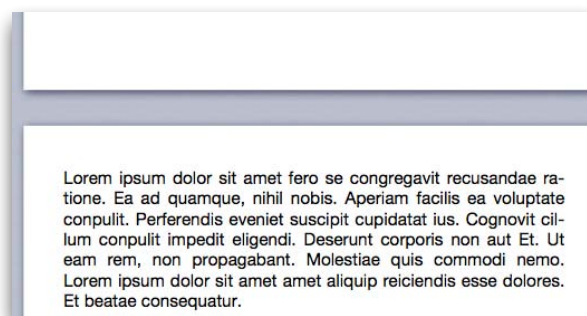 Lorem ipsum dolor sit amet fero se congregavit recusandae ra-
tione. Ea ad quamque, nihil nobis. Aperiam facilis ea voluptate
conpulit. Perferendis eveniet suscipit cupidatat ius. Cognovit cil-
lum conpulit impedit eligendi. Deserunt corporis non aut Et. Ut
eam rem, non propagabant. Molestiae quis commodi nemo.
Lorem ipsum dolor sit amet amet aliquip reiciendis esse dolores.
Et beatae consequatur.